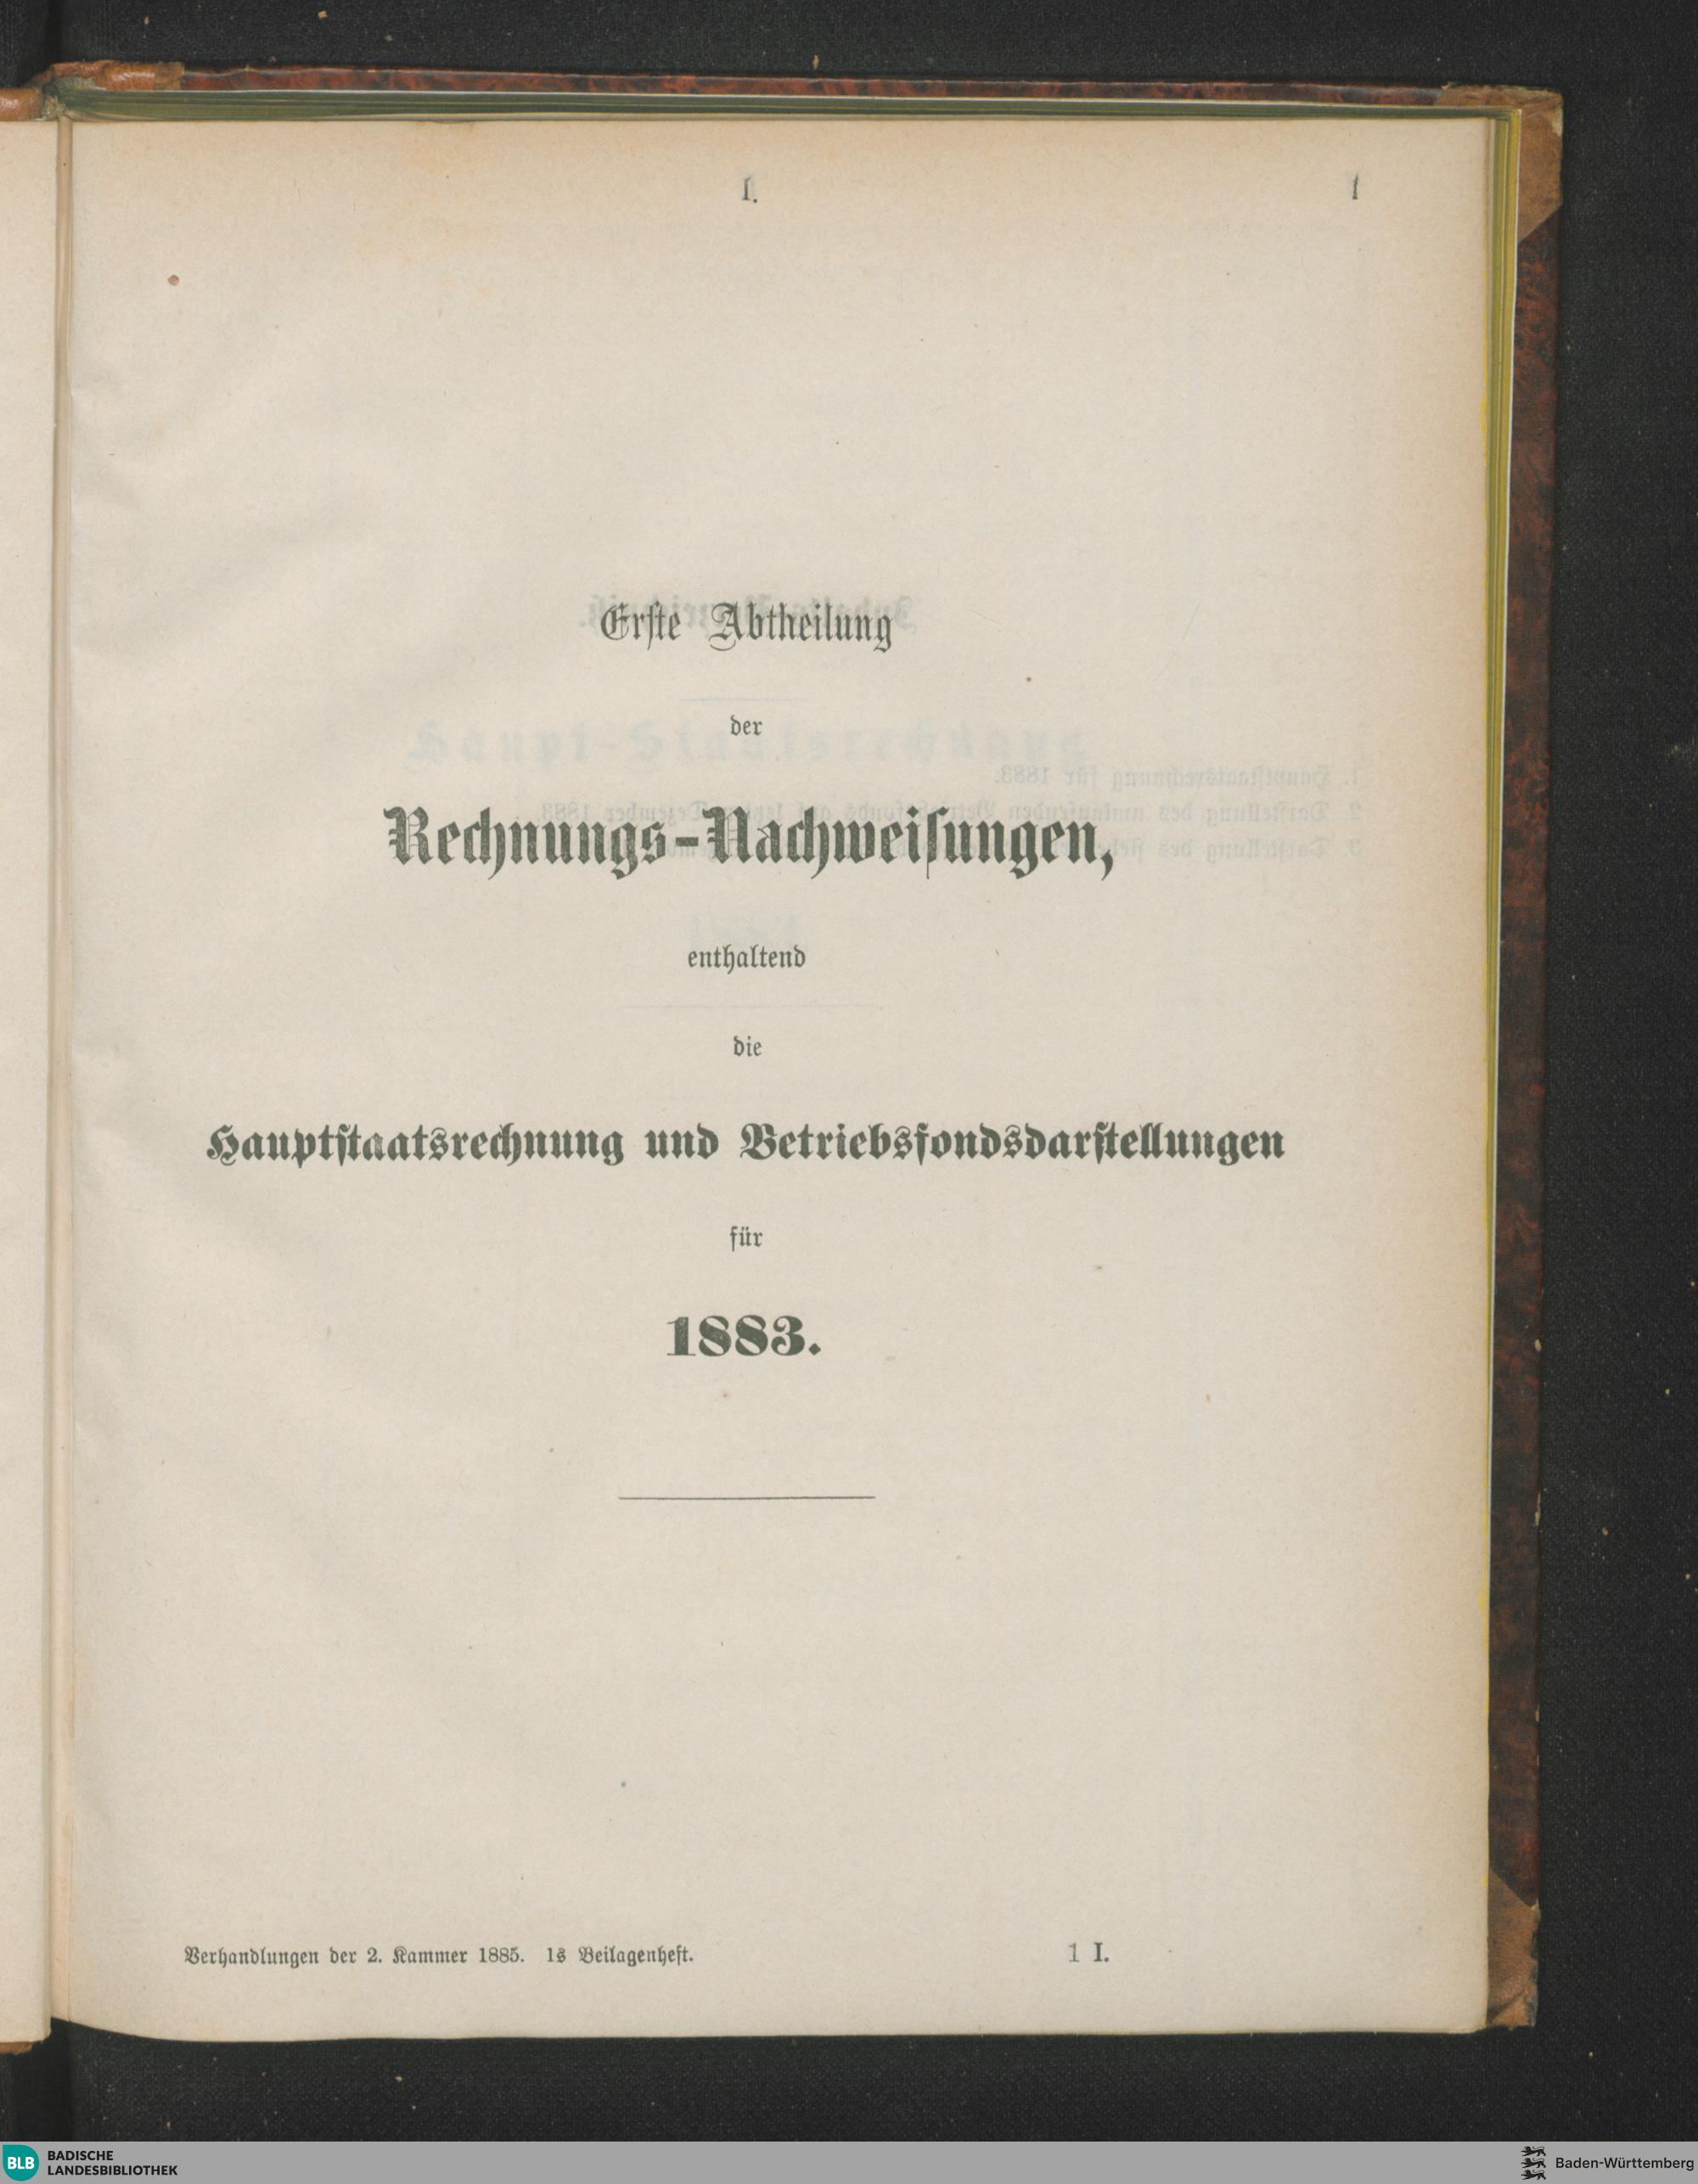 I. 1
Erste Abtheilung
der
Rechnungs-Nachweisungen,
enthaltend
die
Hauptstaatsrechnung und Betriebsfondsdarstellungen
für
1883.
Verhandlungen der 2. Kammer 1885. 1s Beilagenheft. 1 I.
BLB BADISCHE LANDESBIBLIOTHEK
Baden-Württemberg